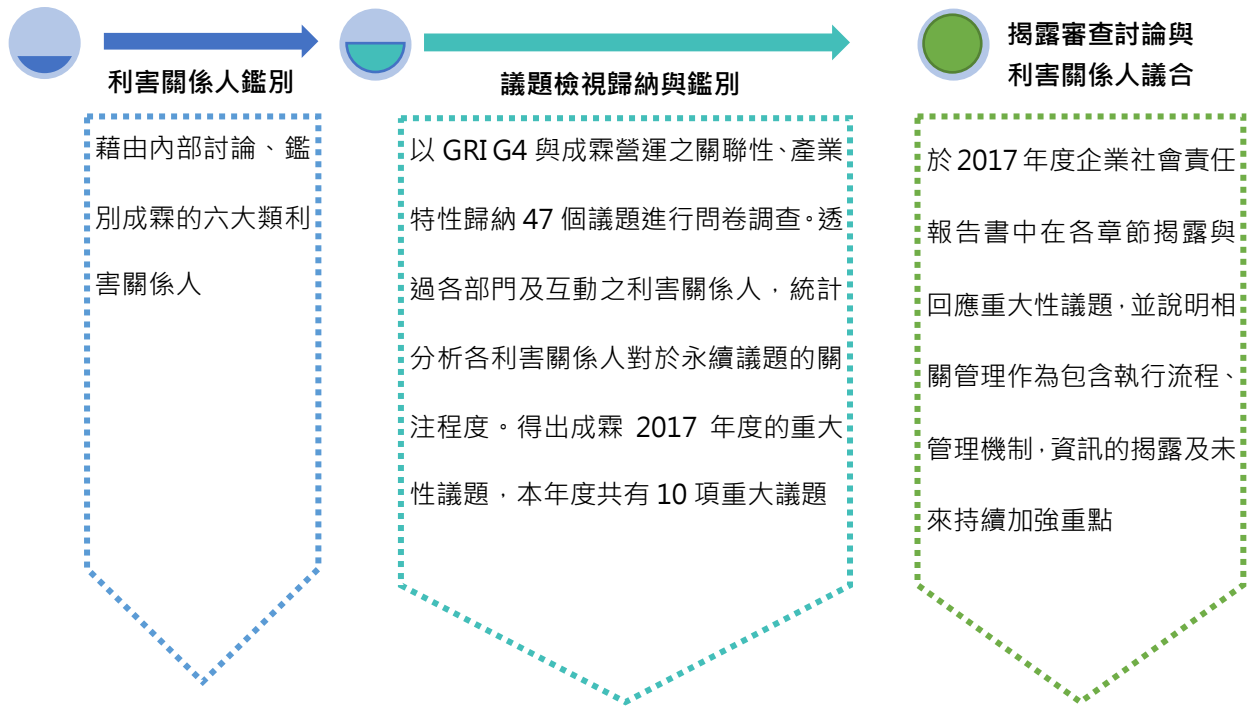 利害關係人鑑別
藉由內部討論、鑑
別成霖的六大類利
害關係人
議題檢視歸納與鑑別
以 GRI G4 與成霖營運之關聯性、產業
特性歸納 47 個議題進行問卷調查。透
過各部門及互動之利害關係人，統計
分析各利害關係人對於永續議題的關
注程度。得出成霖 2017 年度的重大
性議題，本年度共有 10 項重大議題
揭露審查討論與
利害關係人議合
於 2017 年度企業社會責任
報告書中在各章節揭露與
回應重大性議題，並說明相
關管理作為包含執行流程、
管理機制，資訊的揭露及未
來持續加強重點